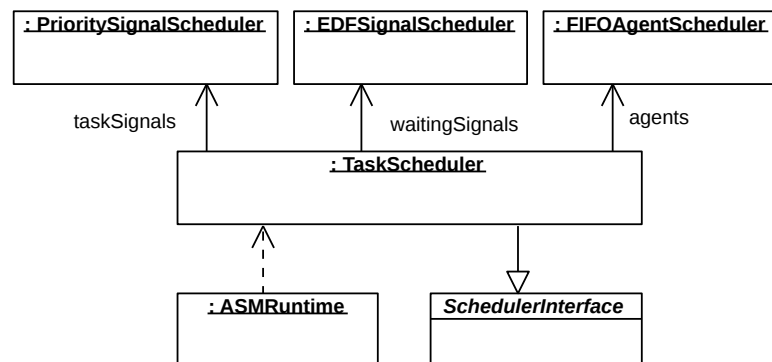 : PrioritySignalScheduler
: EDFSignalScheduler
: FIFOAgentScheduler
taskSignals
waitingSignals
agents
: TaskScheduler
: ASMRuntime
SchedulerInterface